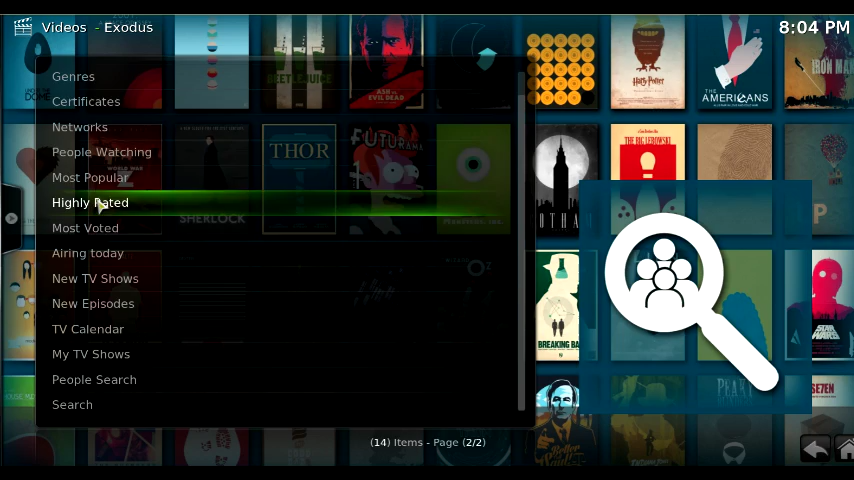 Videos - Exodus
8:04 PM
Genres
Certificates
Networks
People Watching
Most Popular
Highly Rated
Most Voted
Airing today
New TV Shows
New Episodes
TV Calendar
My TV Shows
People Search
Search
(14) Items - Page (2/2)
BEETLEJUICE
ASH vs EVIL DEAD
Harry Potter
THE AMERICANS
IRON MAN
THOR
FUTURAMA
SHERLOCK
GOTHAM
THE BIG LEBOWSKI
UP
BREAKING BAD
STAR WARS
Better Call Saul
PEAKY
SE7EN